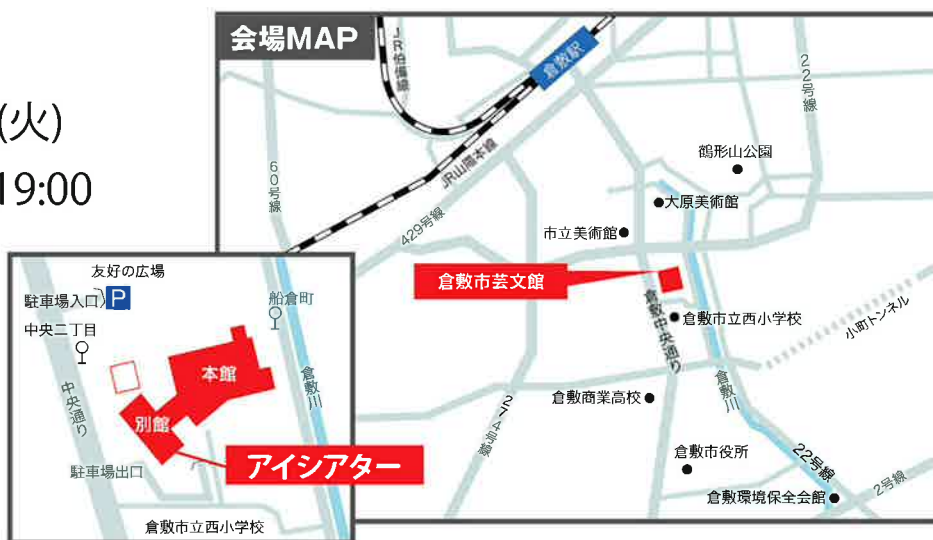 (火)
19:00
会場MAP
JR伯備線
倉敷駅
22号線
60号線
JR山陽本線
429号線
鶴形山公園
大原美術館
市立美術館
倉敷市芸文館
倉敷中央通り
倉敷市立西小学校
小町トンネル
倉敷商業高校
倉敷川
274号線
倉敷市役所
22号線
2号線
倉敷環境保全会館
友好の広場
駐車場入口
P
中央二丁目
船倉町
本館
別館
中央通り
倉敷川
アイシアター
駐車場出口
倉敷市立西小学校